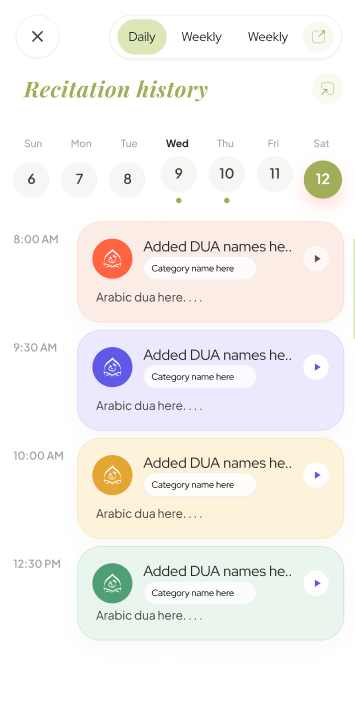 Daily Weekly Weekly
Recitation history
Sun Mon Tue Wed Thu Fri Sat
6 7 8 9 10 11 12
8:00 AM
Added DUA names he..
Category name here
Arabic dua here. . . .
9:30 AM
Added DUA names he..
Category name here
Arabic dua here. . . .
10:00 AM
Added DUA names he..
Category name here
Arabic dua here. . . .
12:30 PM
Added DUA names he..
Category name here
Arabic dua here. . . .